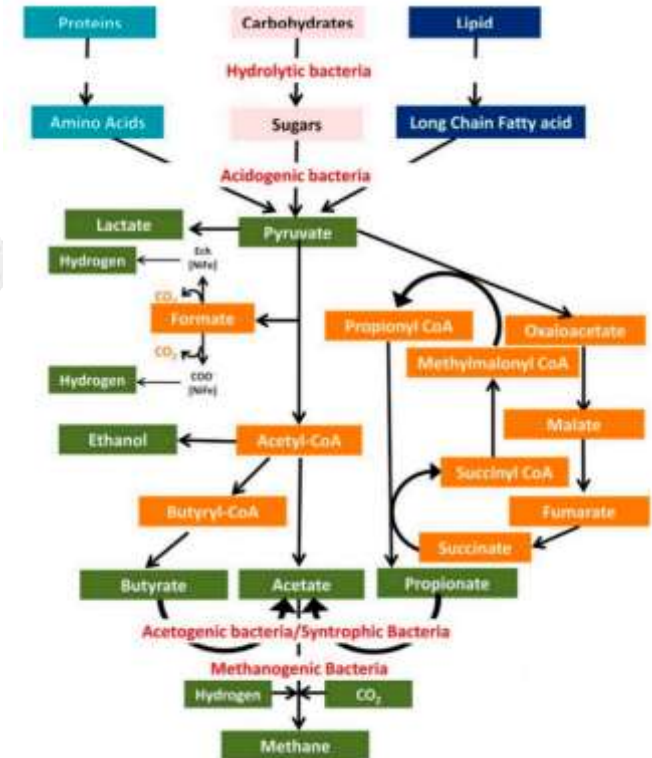 Proteins
Carbohydrates
Lipid
Hydrolytic bacteria
Amino Acids
Sugars
Long Chain Fatty acid
Acidogenic bacteria
Lactate
Pyruvate
Hydrogen
Ech
[NiFe]
CO₂
Formate
Propionyl CoA
Oxaloacetate
CO₂
Methylmalonyl CoA
Hydrogen
COO
[NiFe]
Malate
Ethanol
Acetyl-CoA
Succinyl CoA
Butyryl-CoA
Fumarate
Succinate
Butyrate
Acetate
Propionate
Acetogenic bacteria/Syntrophic Bacteria
Methanogenic Bacteria
Hydrogen
CO₂
Methane